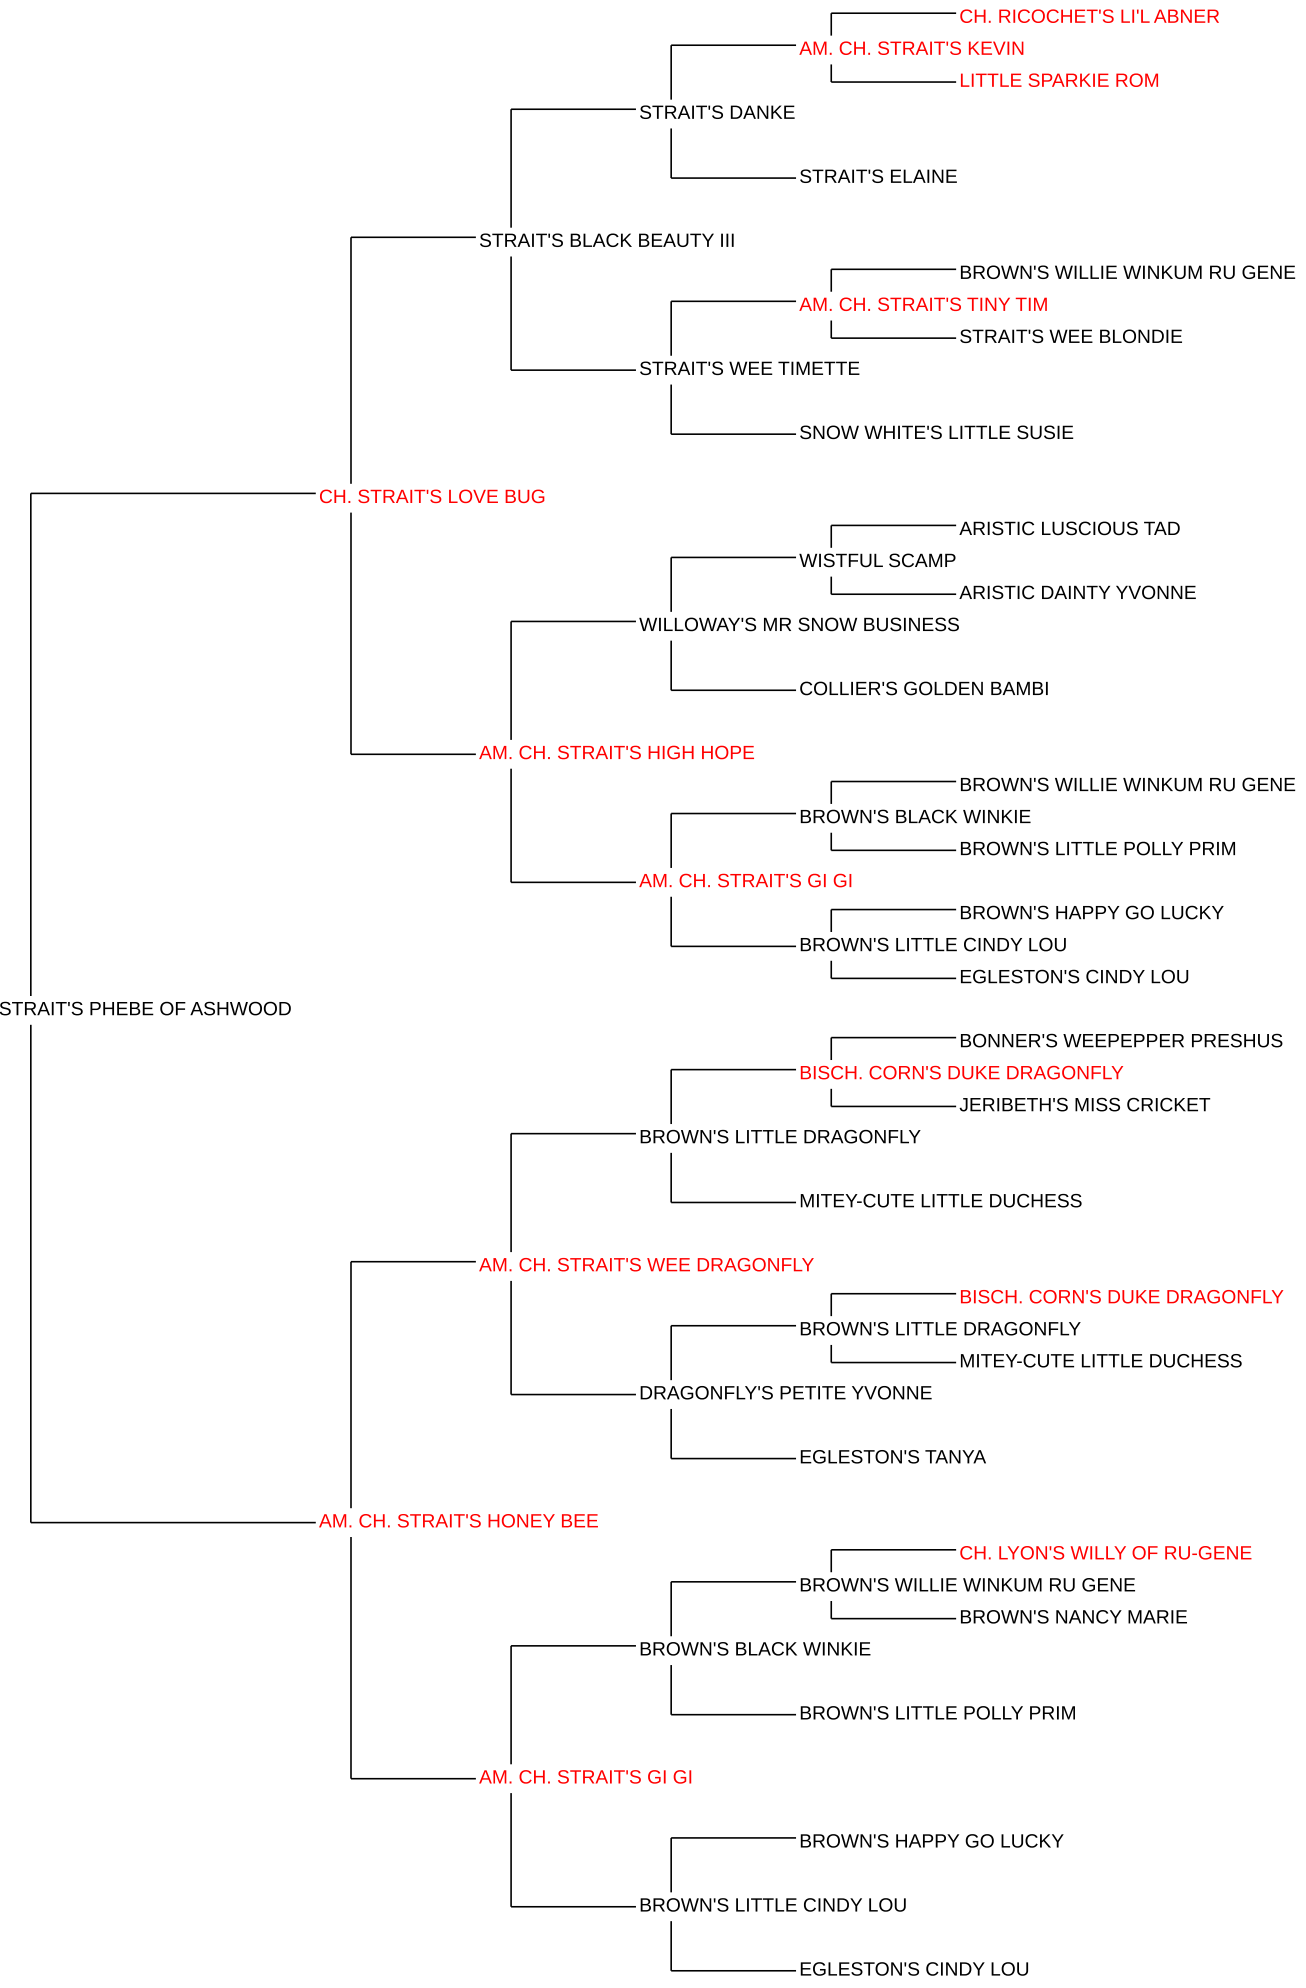 CH. RICOCHET'S LI'L ABNER
AM. CH. STRAIT'S KEVIN
LITTLE SPARKIE ROM
STRAIT'S DANKE
STRAIT'S ELAINE
STRAIT'S BLACK BEAUTY III
BROWN'S WILLIE WINKUM RU GENE
AM. CH. STRAIT'S TINY TIM
STRAIT'S WEE BLONDIE
STRAIT'S WEE TIMETTE
SNOW WHITE'S LITTLE SUSIE
CH. STRAIT'S LOVE BUG
ARISTIC LUSCIOUS TAD
WISTFUL SCAMP
ARISTIC DAINTY YVONNE
WILLOWAY'S MR SNOW BUSINESS
COLLIER'S GOLDEN BAMBI
AM. CH. STRAIT'S HIGH HOPE
BROWN'S WILLIE WINKUM RU GENE
BROWN'S BLACK WINKIE
BROWN'S LITTLE POLLY PRIM
AM. CH. STRAIT'S GI GI
BROWN'S HAPPY GO LUCKY
BROWN'S LITTLE CINDY LOU
EGLESTON'S CINDY LOU
STRAIT'S PHEBE OF ASHWOOD
BONNER'S WEEPEPPER PRESHUS
BISCH. CORN'S DUKE DRAGONFLY
JERIBETH'S MISS CRICKET
BROWN'S LITTLE DRAGONFLY
MITEY-CUTE LITTLE DUCHESS
AM. CH. STRAIT'S WEE DRAGONFLY
BISCH. CORN'S DUKE DRAGONFLY
BROWN'S LITTLE DRAGONFLY
MITEY-CUTE LITTLE DUCHESS
DRAGONFLY'S PETITE YVONNE
EGLESTON'S TANYA
AM. CH. STRAIT'S HONEY BEE
CH. LYON'S WILLY OF RU-GENE
BROWN'S WILLIE WINKUM RU GENE
BROWN'S NANCY MARIE
BROWN'S BLACK WINKIE
BROWN'S LITTLE POLLY PRIM
AM. CH. STRAIT'S GI GI
BROWN'S HAPPY GO LUCKY
BROWN'S LITTLE CINDY LOU
EGLESTON'S CINDY LOU